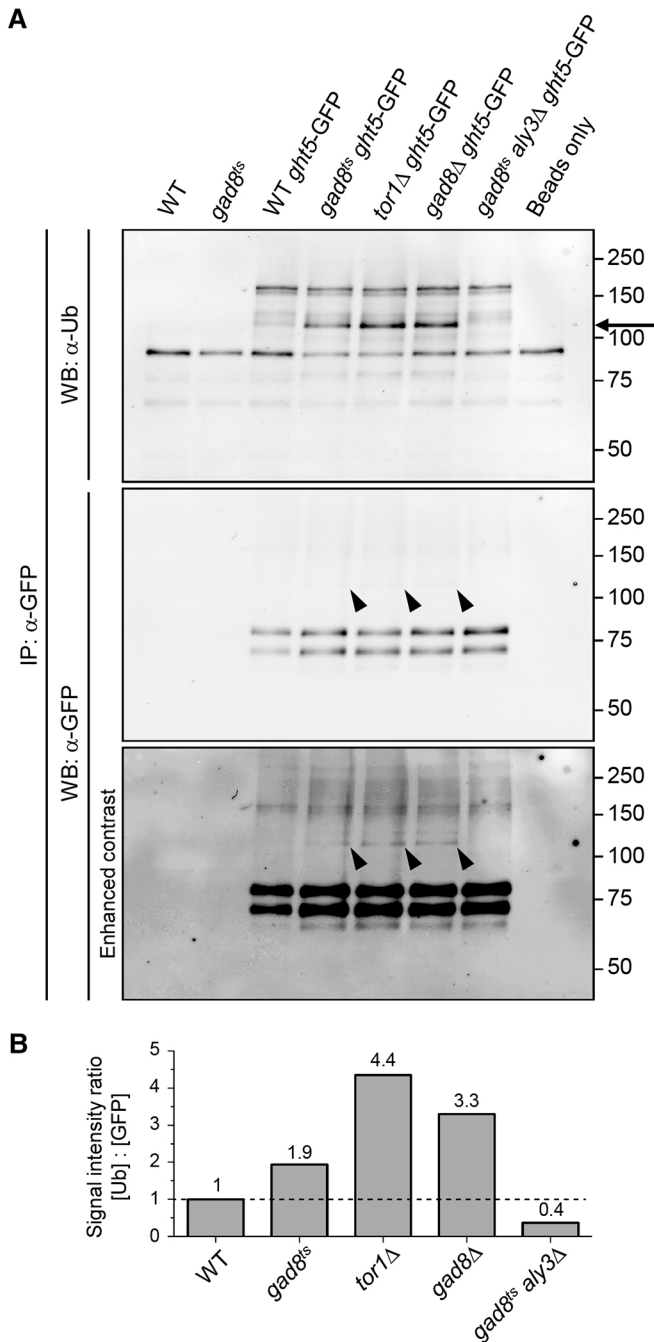 A
WT
gad8ts
WT ght5-GFP
gad8ts ght5-GFP
tor1Δ ght5-GFP
gad8Δ ght5-GFP
gad8ts aly3Δ ght5-GFP
Beads only
IP: α-GFP
WB: α-Ub
250
150
100
75
50
WB: α-GFP
250
150
100
75
50
Enhanced contrast
250
150
100
75
50
B
Signal intensity ratio
[Ub] : [GFP]
5
4
3
2
1
0
1
1.9
4.4
3.3
0.4
WT
gad8ts
tor1Δ
gad8Δ
gad8ts aly3Δ